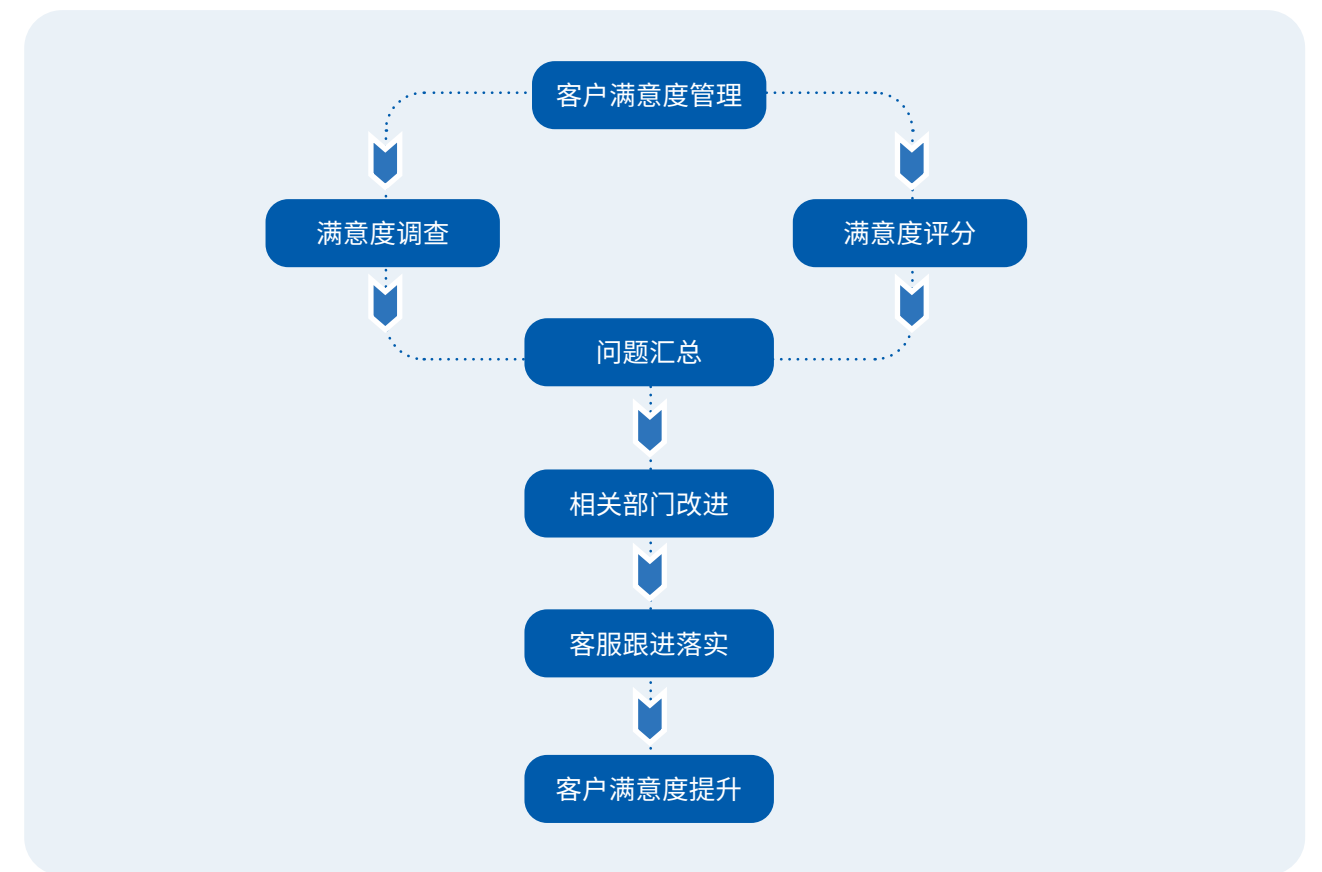 客户满意度管理
满意度调查
满意度评分
问题汇总
相关部门改进
客服跟进落实
客户满意度提升